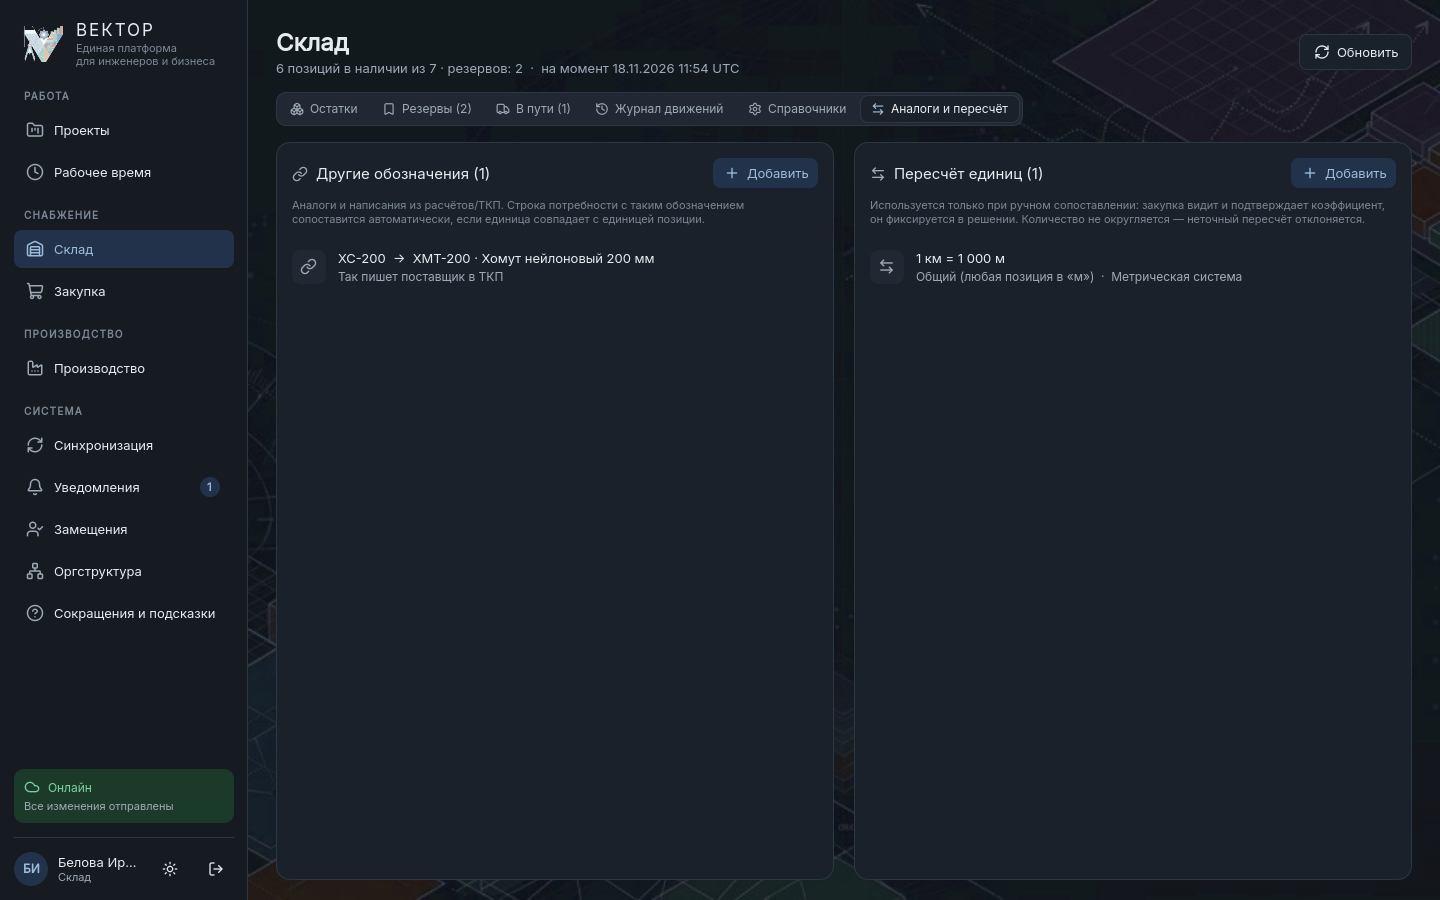 ВЕКТОР
Единая платформа
для инженеров и бизнеса
РАБОТА
Проекты
Рабочее время
СНАБЖЕНИЕ
Склад
Закупка
ПРОИЗВОДСТВО
Производство
СИСТЕМА
Синхронизация
Уведомления 1
Замещения
Оргструктура
Сокращения и подсказки
Онлайн
Все изменения отправлены
БИ
Белова Ир...
Склад
Склад
6 позиций в наличии из 7 · резервов: 2 · на момент 18.11.2026 11:54 UTC
Обновить
Остатки Резервы (2) В пути (1) Журнал движений Справочники Аналоги и пересчёт
Другие обозначения (1)
Добавить
Аналоги и написания из расчётов/ТКП. Строка потребности с таким обозначением
сопоставится автоматически, если единица совпадает с единицей позиции.
ХС-200 → ХМТ-200 · Хомут нейлоновый 200 мм
Так пишет поставщик в ТКП
Пересчёт единиц (1)
Добавить
Используется только при ручном сопоставлении: закупка видит и подтверждает коэффициент,
он фиксируется в решении. Количество не округляется — неточный пересчёт отклоняется.
1 км = 1 000 м
Общий (любая позиция в «м») · Метрическая система